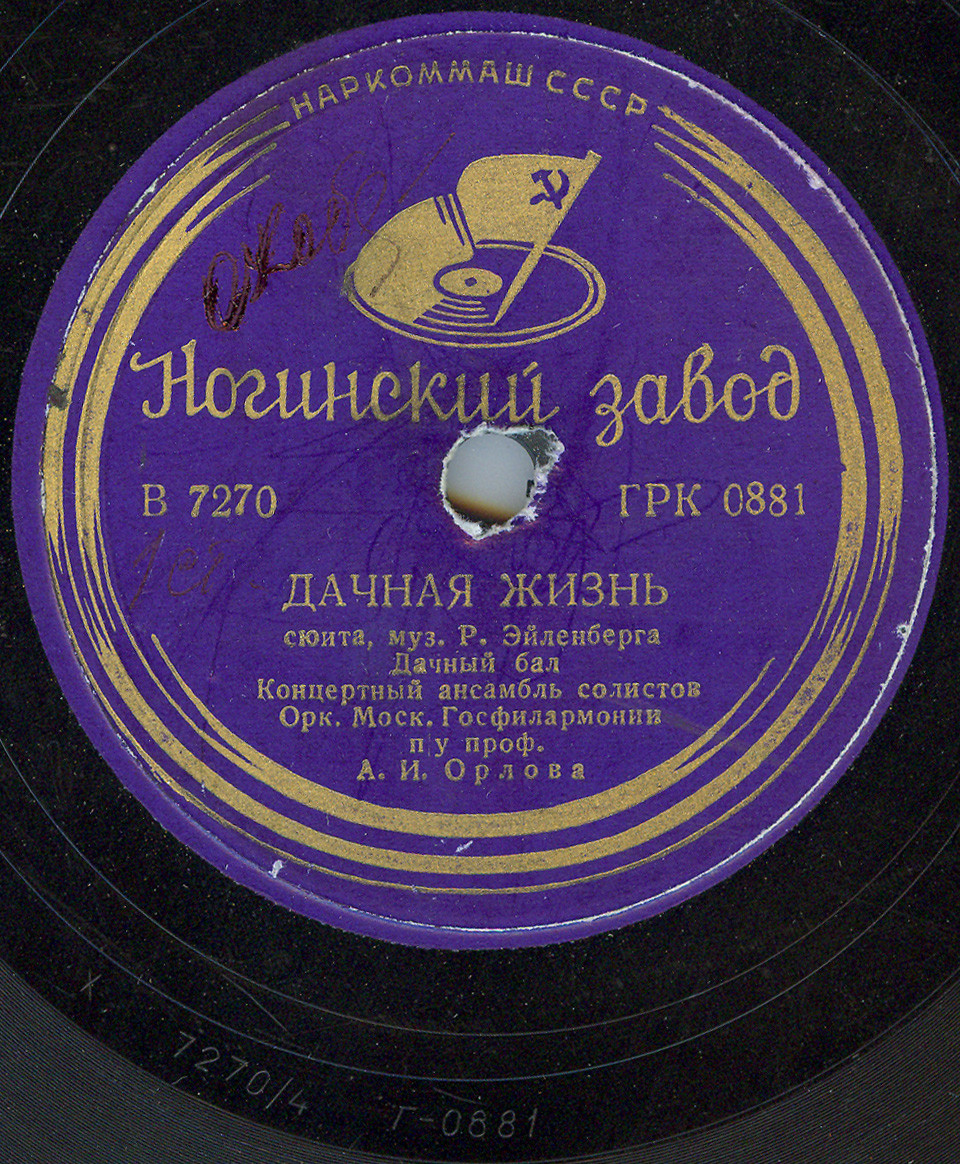 НАРКОММАШ СССР
Ногинский завод
В 7270
ГРК 0881
ДАЧНАЯ ЖИЗНЬ
сюита, муз. Р. Эйленберга
Дачный бал
Концертный ансамбль солистов
Орк. Моск. Госфилармонии
п/у проф.
А. И. Орлова
X 7270/4 Г-0881